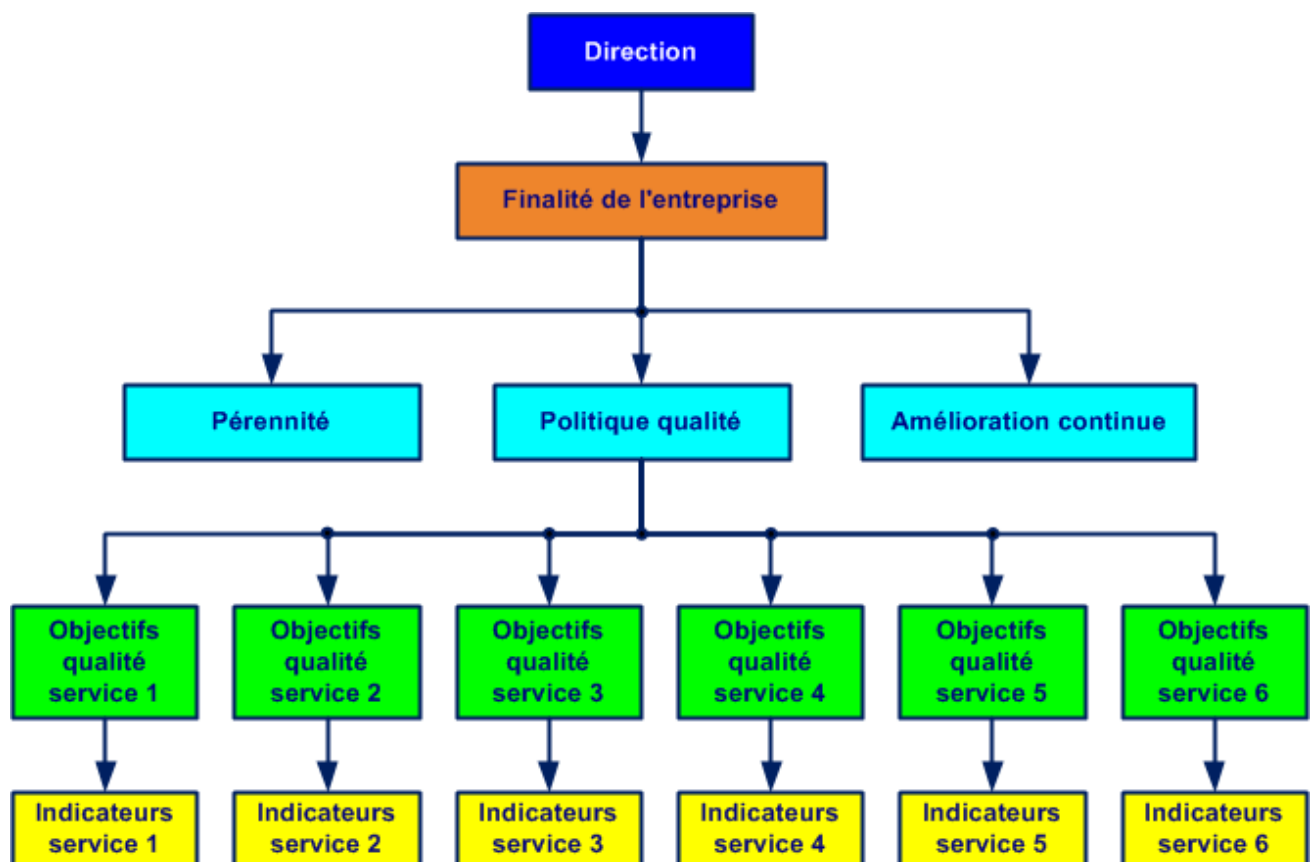 Direction
Finalité de l'entreprise
Pérennité
Politique qualité
Amélioration continue
Objectifs
qualité
service 1
Objectifs
qualité
service 2
Objectifs
qualité
service 3
Objectifs
qualité
service 4
Objectifs
qualité
service 5
Objectifs
qualité
service 6
Indicateurs
service 1
Indicateurs
service 2
Indicateurs
service 3
Indicateurs
service 4
Indicateurs
service 5
Indicateurs
service 6